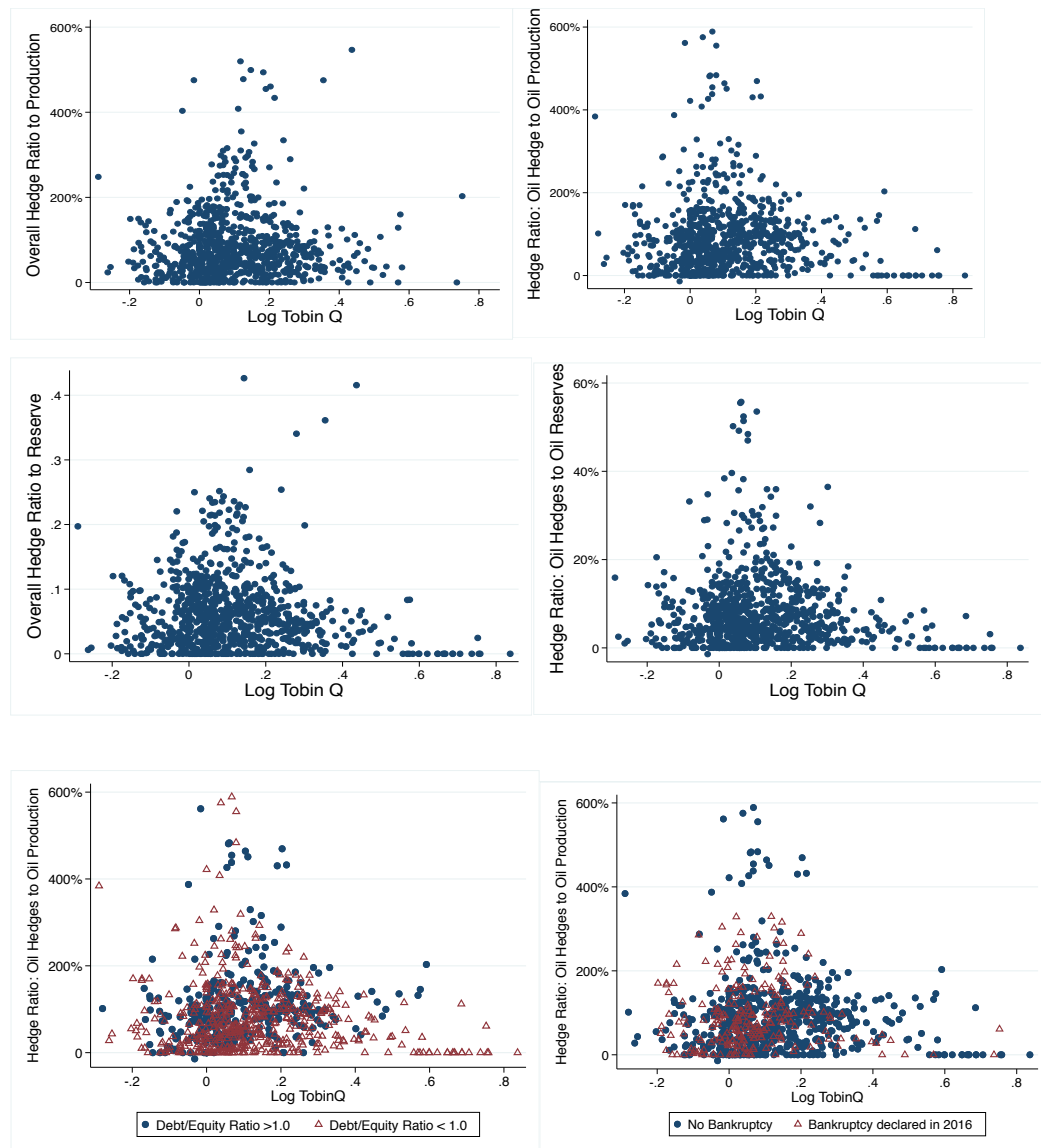 Overall Hedge Ratio to Production
600%
400%
200%
0
-.2 0 .2 .4 .6 .8
Log Tobin Q
Hedge Ratio: Oil Hedge to Oil Production
600%
400%
200%
0
-.2 0 .2 .4 .6 .8
Log Tobin Q
Overall Hedge Ratio to Reserve
.4
.3
.2
.1
0
-.2 0 .2 .4 .6 .8
Log Tobin Q
Hedge Ratio: Oil Hedges to Oil Reserves
60%
40%
20%
0
-.2 0 .2 .4 .6 .8
Log Tobin Q
Hedge Ratio: Oil Hedges to Oil Production
600%
400%
200%
0
-.2 0 .2 .4 .6 .8
Log TobinQ
Debt/Equity Ratio >1.0 Debt/Equity Ratio < 1.0
Hedge Ratio: Oil Hedges to Oil Production
600%
400%
200%
0
-.2 0 .2 .4 .6 .8
Log TobinQ
No Bankruptcy Bankruptcy declared in 2016